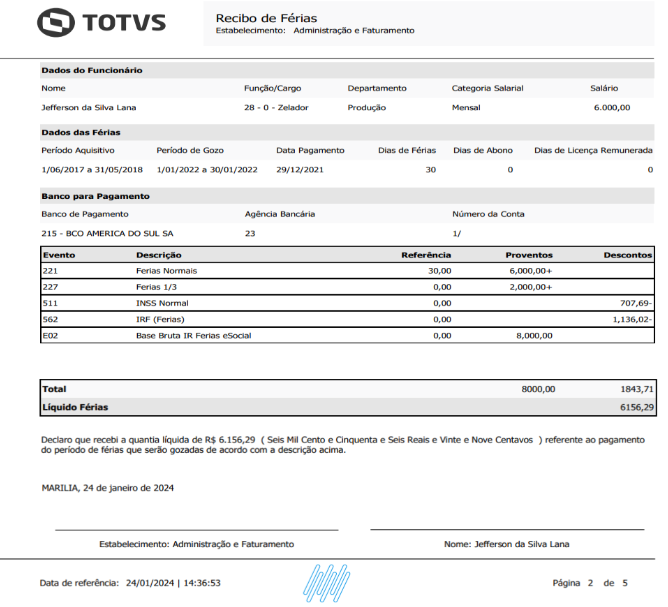 TOTVS
Recibo de Férias
Estabelecimento: Administração e Faturamento
Dados do Funcionário
Nome Função/Cargo Departamento Categoria Salarial Salário
Jefferson da Silva Lana 28 - 0 - Zelador Produção Mensal 6.000,00
Dados das Férias
Período Aquisitivo Período de Gozo Data Pagamento Dias de Férias Dias de Abono Dias de Licença Remunerada
1/06/2017 a 31/05/2018 1/01/2022 a 30/01/2022 29/12/2021 30 0 0
Banco para Pagamento
Banco de Pagamento Agência Bancária Número da Conta
215 - BCO AMERICA DO SUL SA 23 1/
Evento Descrição Referência Proventos Descontos
221 Ferias Normais 30,00 6,000,00+
227 Ferias 1/3 0,00 2,000,00+
511 INSS Normal 0,00 707,69-
562 IRF (Ferias) 0,00 1,136,02-
E02 Base Bruta IR Ferias eSocial 0,00 8,000,00
Total 8000,00 1843,71
Líquido Férias 6156,29
Declaro que recebi a quantia líquida de R$ 6.156,29 ( Seis Mil Cento e Cinquenta e Seis Reais e Vinte e Nove Centavos ) referente ao pagamento
do período de férias que serão gozadas de acordo com a descrição acima.
MARILIA, 24 de janeiro de 2024
Estabelecimento: Administração e Faturamento Nome: Jefferson da Silva Lana
Data de referência: 24/01/2024 | 14:36:53 Página 2 de 5